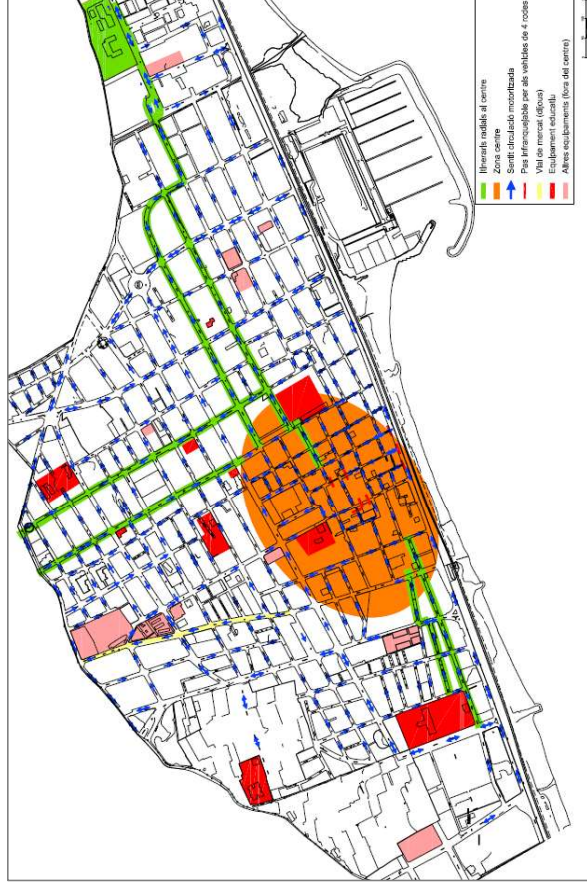 Itineraris radials al centre
Zona centre
Sentit circulació motoritzada
Pas infranquejable per als vehicles de 4 rodes
Vial de mercat (dijous)
Equipament educatiu
Altres equipaments (fora del centre)